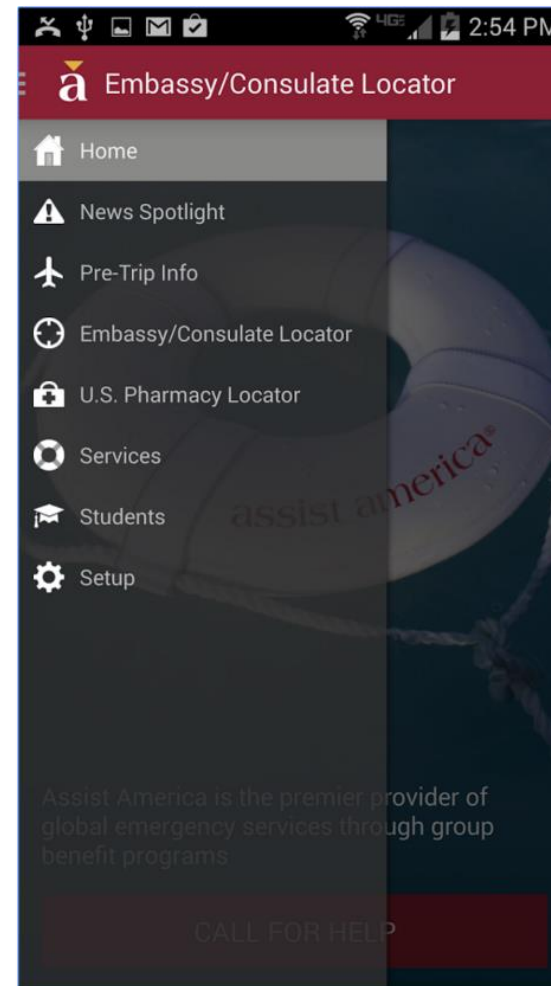 4G
2:54 PM
a Embassy/Consulate Locator
Home
News Spotlight
Pre-Trip Info
Embassy/Consulate Locator
U.S. Pharmacy Locator
Services
Students
Setup
assist america®
Assist America is the premier provider of
global emergency services through group
benefit programs
CALL FOR HELP